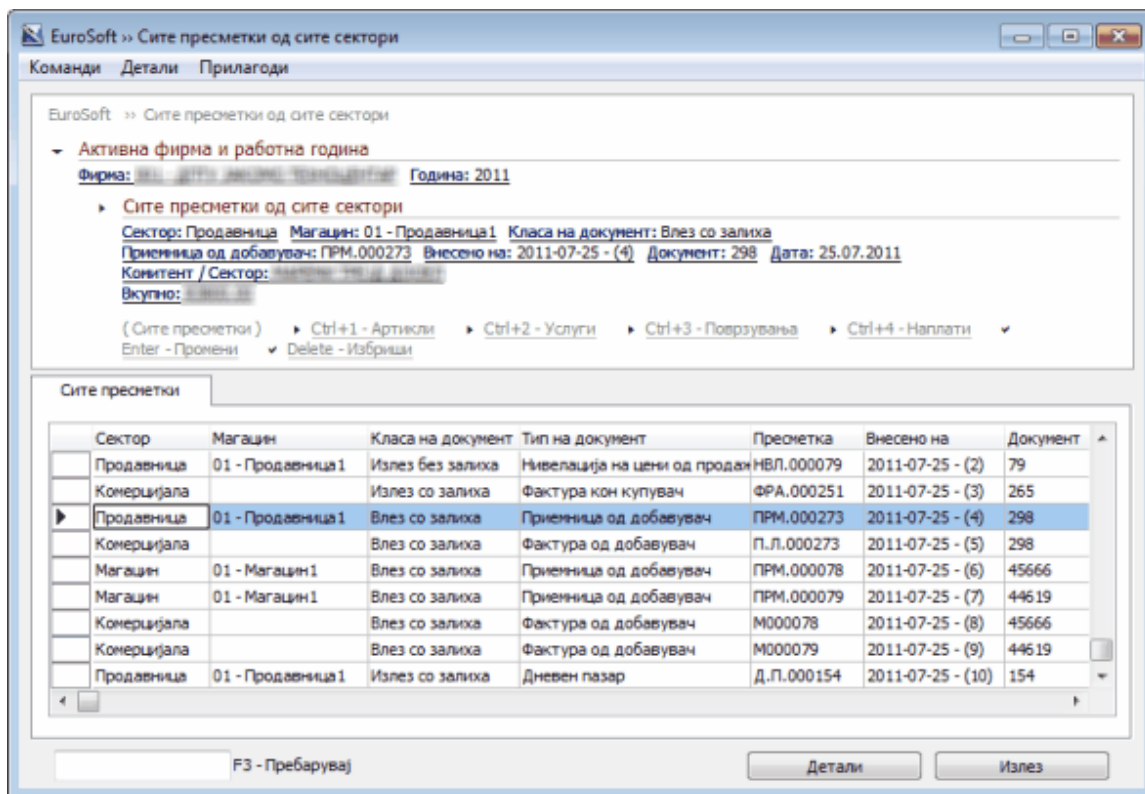 EuroSoft » Сите пресметки од сите сектори
Команди Детали Прилагоди
EuroSoft » Сите пресметки од сите сектори
Активна фирма и работна година
Фирма: Година: 2011
Сите пресметки од сите сектори
Сектор: Продавница Магацин: 01 - Продавница1 Класа на документ: Влез со залиха
Приемница од добавувач: ПРМ.000273 Внесено на: 2011-07-25 - (4) Документ: 298 Дата: 25.07.2011
Комитент / Сектор:
Вкупно:
( Сите пресметки ) Ctrl+1 - Артикли Ctrl+2 - Услуги Ctrl+3 - Поврзувања Ctrl+4 - Наплати
Enter - Промени Delete - Избриши
Сите пресметки
Сектор Магацин Класа на документ Тип на документ Пресметка Внесено на Документ
Продавница 01 - Продавница1 Излез без залиха Нивелација на цени од продаж НВЛ.000079 2011-07-25 - (2) 79
Комерцијала Излез со залиха Фактура кон купувач ФРА.000251 2011-07-25 - (3) 265
Продавница 01 - Продавница1 Влез со залиха Приемница од добавувач ПРМ.000273 2011-07-25 - (4) 298
Комерцијала Влез со залиха Фактура од добавувач П.Л.000273 2011-07-25 - (5) 298
Магацин 01 - Магацин1 Влез со залиха Приемница од добавувач ПРМ.000078 2011-07-25 - (6) 45666
Магацин 01 - Магацин1 Влез со залиха Приемница од добавувач ПРМ.000079 2011-07-25 - (7) 44619
Комерцијала Влез со залиха Фактура од добавувач М000078 2011-07-25 - (8) 45666
Комерцијала Влез со залиха Фактура од добавувач М000079 2011-07-25 - (9) 44619
Продавница 01 - Продавница1 Излез со залиха Дневен пазар Д.П.000154 2011-07-25 - (10) 154
F3 - Пребарувај Детали Излез